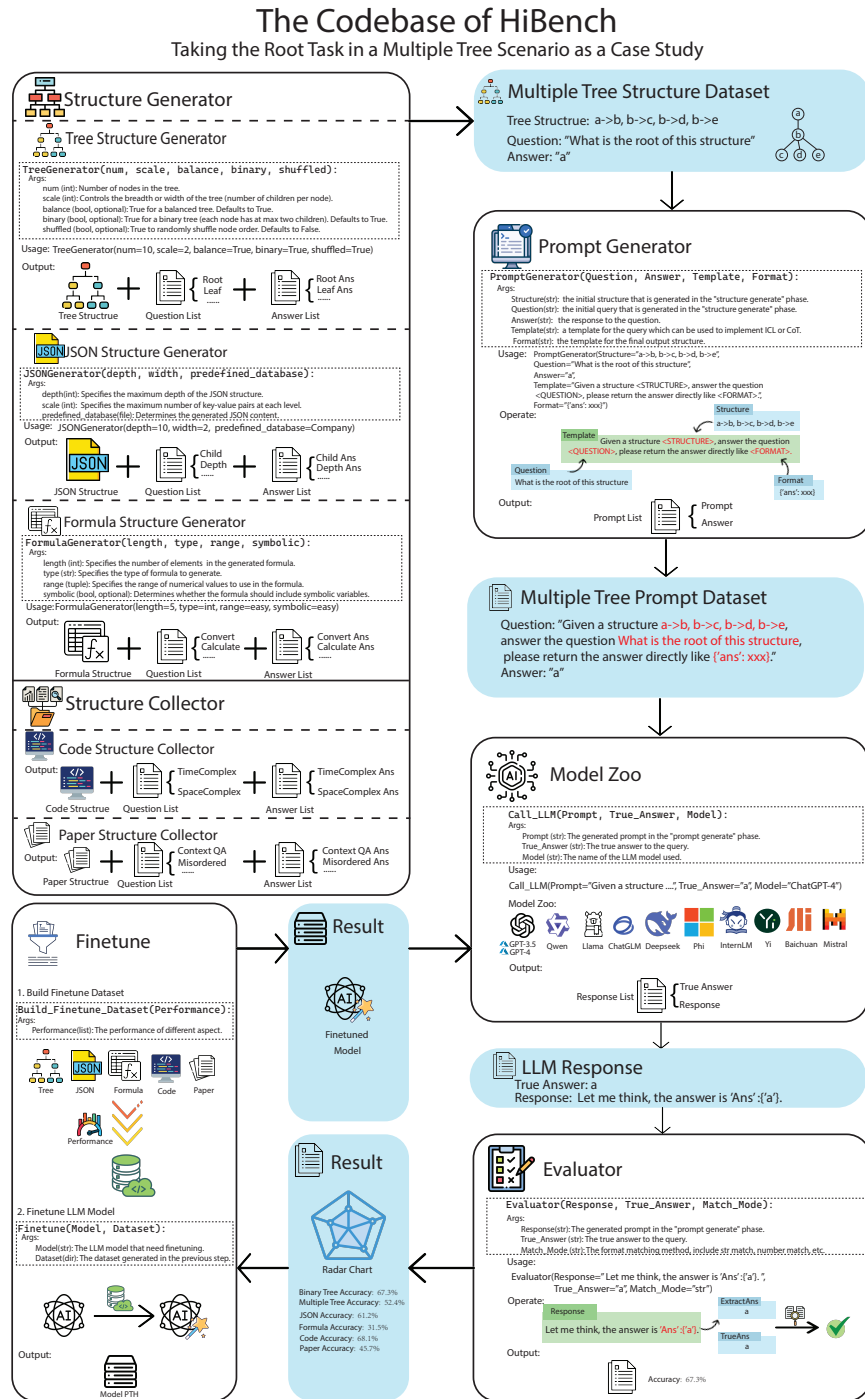 The Codebase of HiBench
Taking the Root Task in a Multiple Tree Scenario as a Case Study
Structure Generator
Tree Structure Generator
TreeGenerator(num, scale, balance, binary, shuffled):
Args:
num (int): Number of nodes in the tree.
scale (int): Controls the breadth or width of the tree (number of children per node).
balance (bool, optional): True for a balanced tree. Defaults to True.
binary (bool, optional): True for a binary tree (each node has at max two children). Defaults to True.
shuffled (bool, optional): True to randomly shuffle node order. Defaults to False.
Usage: TreeGenerator(num=10, scale=2, balance=True, binary=True, shuffled=True)
Output:
Root
Leaf
......
Root Ans
Leaf Ans
......
Tree Structrue
Question List
Answer List
JSON
JSON Structure Generator
JSONGenerator(depth, width, predefined_database):
Args:
depth(int): Specifies the maximum depth of the JSON structure.
scale (int): Specifies the maximum number of key-value pairs at each level.
predefined_database(file): Determines the generated JSON content.
Usage: JSONGenerator(depth=10, width=2, predefined_database=Company)
Output:
JSON
Child
Depth
......
Child Ans
Depth Ans
......
JSON Structrue
Question List
Answer List
Formula Structure Generator
FormulaGenerator(length, type, range, symbolic):
Args:
length (int): Specifies the number of elements in the generated formula.
type (str): Specifies the type of formula to generate.
range (tuple): Specifies the range of numerical values to use in the formula.
symbolic (bool, optional): Determines whether the formula should include symbolic variables.
Usage:FormulaGenerator(length=5, type=int, range=easy, symbolic=easy)
Output:
Convert
Calculate
......
Convert Ans
Calculate Ans
......
Formula Structrue
Question List
Answer List
Structure Collector
Code Structure Collector
Output:
TimeComplex
SpaceComplex
TimeComplex Ans
SpaceComplex Ans
Code Structrue
Question List
Answer List
Paper Structure Collector
Output:
Context QA
Misordered
......
Context QA Ans
Misordered Ans
......
Paper Structrue
Question List
Answer List
Multiple Tree Structure Dataset
Tree Structrue: a->b, b->c, b->d, b->e
Question: "What is the root of this structure"
Answer: "a"
a
b
c d e
Prompt Generator
PromptGenerator(Question, Answer, Template, Format):
Args:
Structure(str): the initial structure that is generated in the "structure generate" phase.
Question(str): the initial query that is generated in the "structure generate" phase.
Answer(str): the response to the question.
Template(str): a template for the query which can be used to implement ICL or CoT.
Format(str): the template for the final output structure.
Usage: PromptGenerator(Structure="a->b, b->c, b->d, b->e",
Question="What is the root of this structure",
Answer="a",
Template="Given a structure <STRUCTURE>, answer the question
<QUESTION>, please return the answer directly like <FORMAT>.",
Format="{'ans': xxx}")
Operate:
Structure
a->b, b->c, b->d, b->e
Template
Given a structure <STRUCTURE>, answer the question
<QUESTION>, please return the answer directly like <FORMAT>.
Question
What is the root of this structure
Format
{'ans': xxx}
Output:
Prompt List
Prompt
Answer
Multiple Tree Prompt Dataset
Question: "Given a structure a->b, b->c, b->d, b->e,
answer the question What is the root of this structure,
please return the answer directly like {'ans': xxx}."
Answer: "a"
AI
Model Zoo
Call_LLM(Prompt, True_Answer, Model):
Args:
Prompt (str): The generated prompt in the "prompt generate" phase.
True_Answer (str): The true answer to the query.
Model (str): The name of the LLM model used.
Usage:
Call_LLM(Prompt="Given a structure ....", True_Answer="a", Model="ChatGPT-4")
Model Zoo:
GPT-3.5
GPT-4
Qwen
Llama
ChatGLM
Deepseek
Phi
InternLM
Yi
Baichuan
Mistral
Output:
Response List
True Answer
Response
LLM Response
True Answer: a
Response: Let me think, the answer is 'Ans' :{'a'}.
Evaluator
Evaluator(Response, True_Answer, Match_Mode):
Args:
Response(str): The generated prompt in the "prompt generate" phase.
True_Answer (str): The true answer to the query.
Match_Mode (str): The format matching method, include str match, number match, etc.
Usage:
Evaluator(Response=" Let me think, the answer is 'Ans' :{'a'}. ",
True_Answer="a", Match_Mode="str")
Operate:
Response
Let me think, the answer is 'Ans' :{'a'}.
ExtractAns
a
TrueAns
a
Output:
Accuracy: 67.3%
Finetune
1. Build Finetune Dataset
Build_Finetune_Dataset(Performance):
Args:
Performance(list): The performance of different aspect.
JSON
Tree
JSON
Formula
Code
Paper
Performance
2. Finetune LLM Model
Finetune(Model, Dataset):
Args:
Model(str): The LLM model that need finetuning.
Dataset(dir): The dataset generated in the previous step.
AI
AI
Output:
Model PTH
Result
AI
Finetuned
Model
Result
Radar Chart
Binary Tree Accuracy: 67.3%
Multiple Tree Accuracy: 52.4%
JSON Accuracy: 61.2%
Formula Accuracy: 31.5%
Code Accuracy: 68.1%
Paper Accuracy: 45.7%